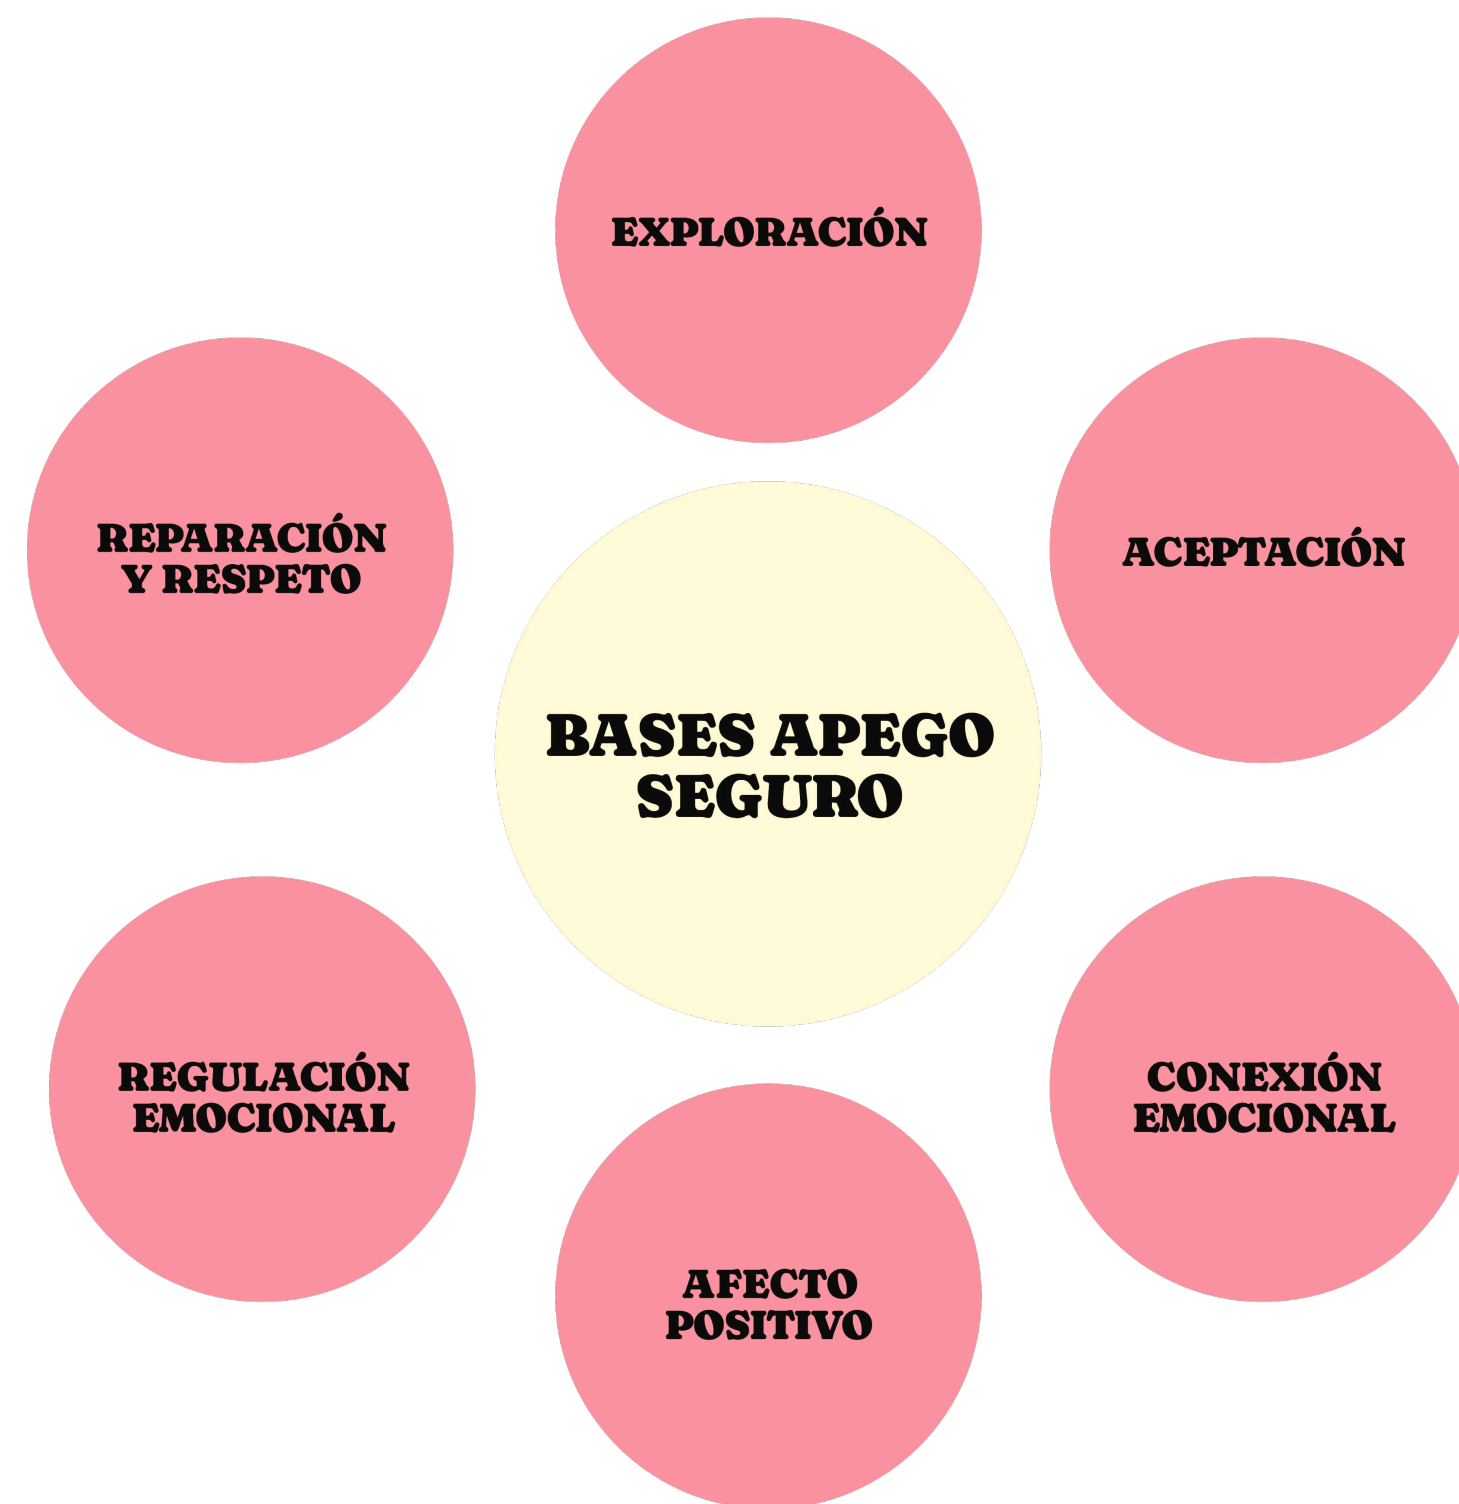 EXPLORACIÓN
REPARACIÓN
Y RESPETO
ACEPTACIÓN
BASES APEGO
SEGURO
REGULACIÓN
EMOCIONAL
CONEXIÓN
EMOCIONAL
AFECTO
POSITIVO